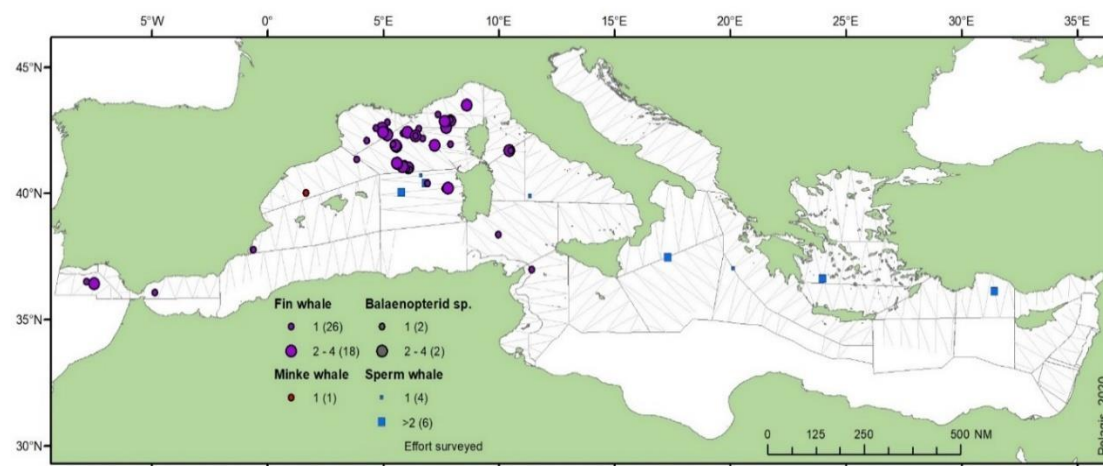 5°W 0° 5°E 10°E 15°E 20°E 25°E 30°E 35°E
45°N
40°N
35°N
30°N
Fin whale
1 (26)
2 - 4 (18)
Minke whale
1 (1)
Balaenopterid sp.
1 (2)
2 - 4 (2)
Sperm whale
1 (4)
>2 (6)
Effort surveyed
0 125 250 500 NM
Pelagis, 2020